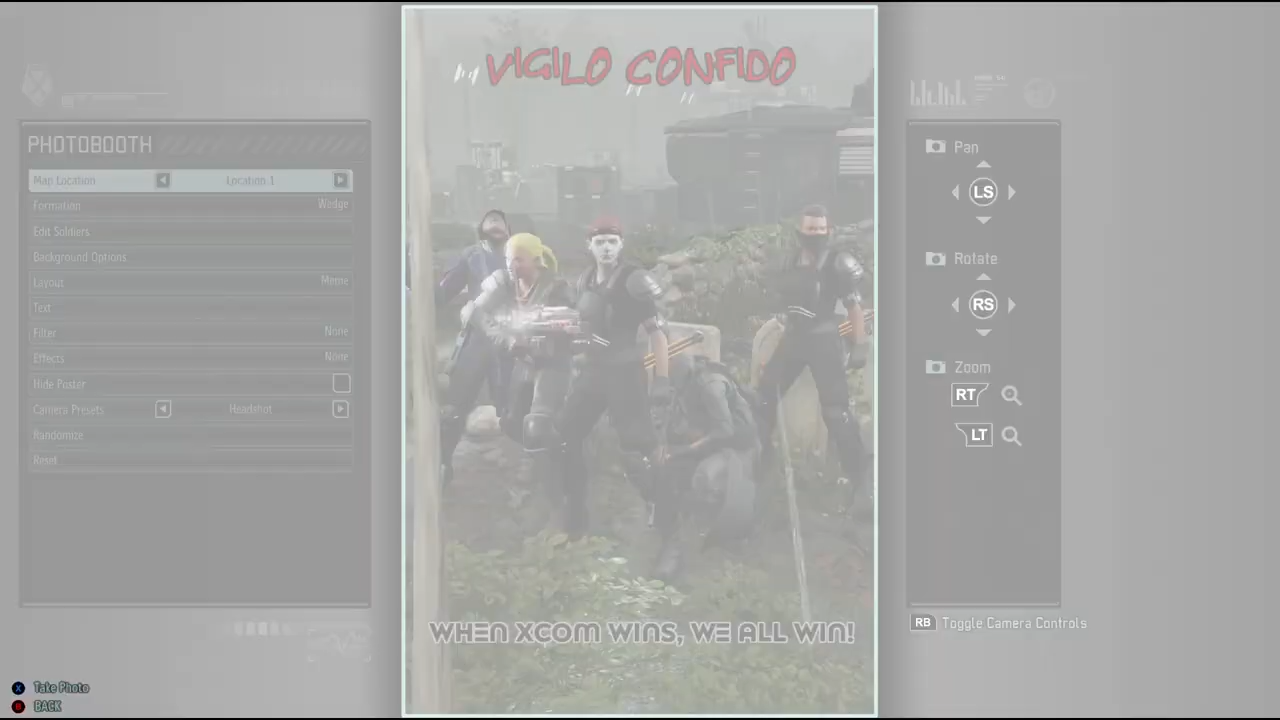 VIGILO CONFIDO
PHOTOBOOTH
Map Location Location 1
Formation Wedge
Edit Soldiers
Background Options
Layout Meme
Text
Filter None
Effects None
Hide Poster
Camera Presets Headshot
Randomize
Reset
WHEN XCOM WINS, WE ALL WIN!
Pan
LS
Rotate
RS
Zoom
RT
LT
RB Toggle Camera Controls
X Take Photo
BACK